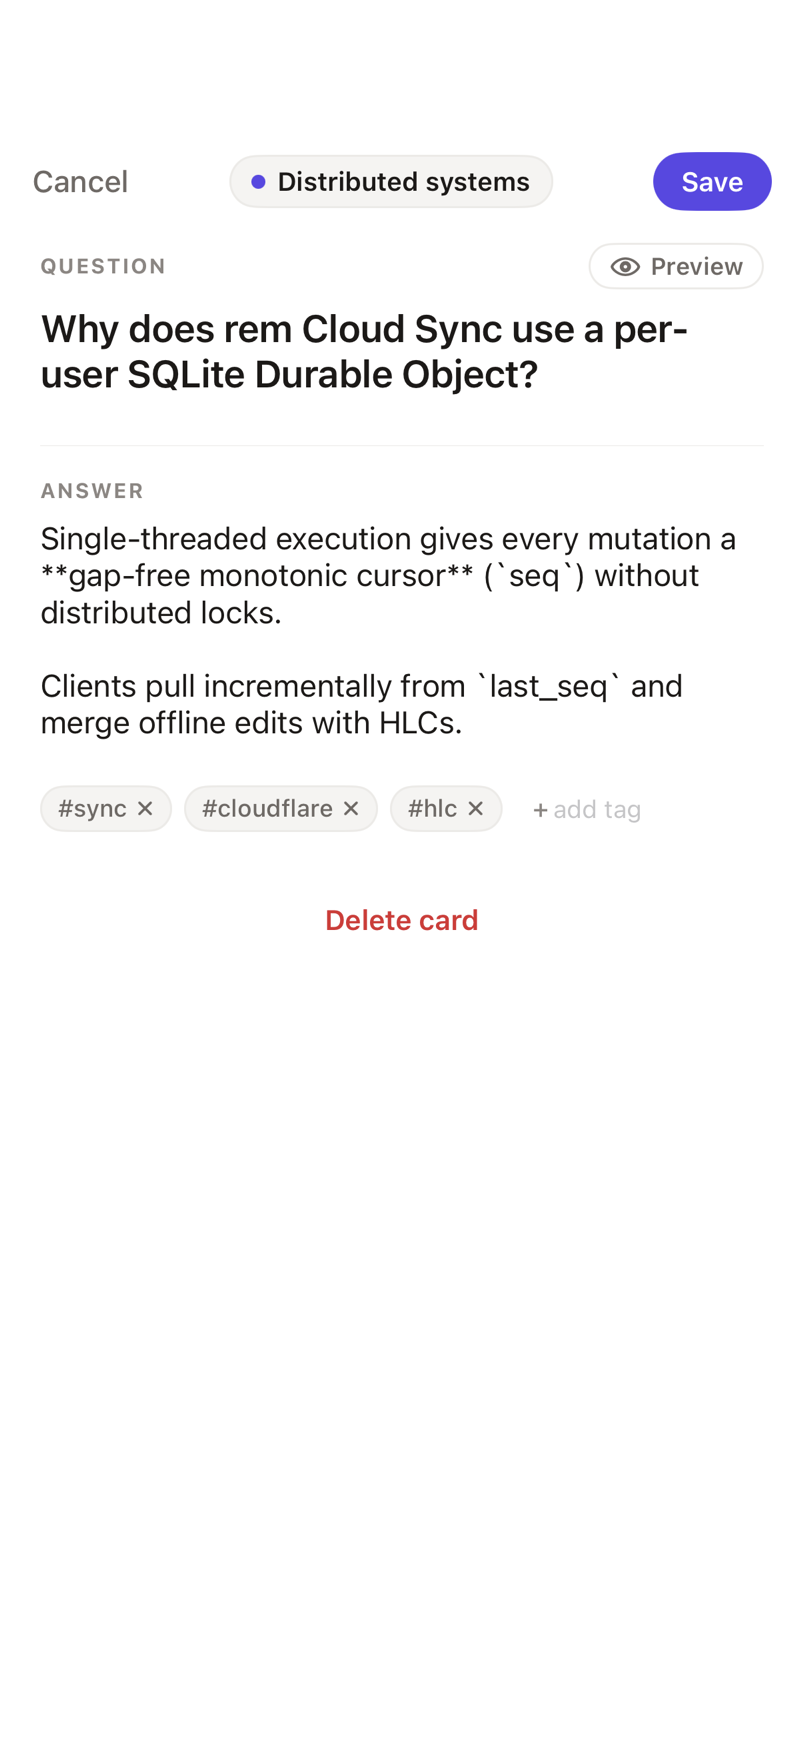 Cancel
Distributed systems
Save
QUESTION
Preview
Why does rem Cloud Sync use a per-
user SQLite Durable Object?
ANSWER
Single-threaded execution gives every mutation a
**gap-free monotonic cursor** (`seq`) without
distributed locks.
Clients pull incrementally from `last_seq` and
merge offline edits with HLCs.
#sync ×
#cloudflare ×
#hlc ×
+ add tag
Delete card